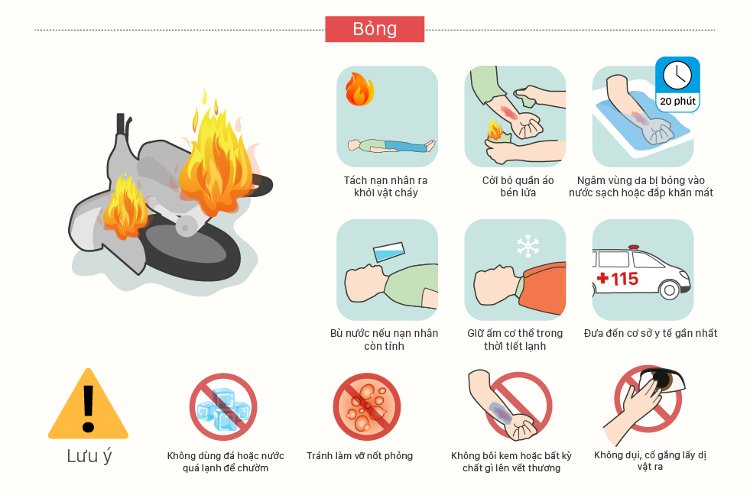 Bỏng
Tách nạn nhân ra
khỏi vật cháy
Cởi bỏ quần áo
bén lửa
20 phút
Ngâm vùng da bị bỏng vào
nước sạch hoặc đắp khăn mát
Bù nước nếu nạn nhân
còn tỉnh
Giữ ấm cơ thể trong
thời tiết lạnh
115
Đưa đến cơ sở y tế gần nhất
Lưu ý
Không dùng đá hoặc nước
quá lạnh để chườm
Tránh làm vỡ nốt phỏng
Không bôi kem hoặc bất kỳ
chất gì lên vết thương
Không dụi, cố gắng lấy dị
vật ra